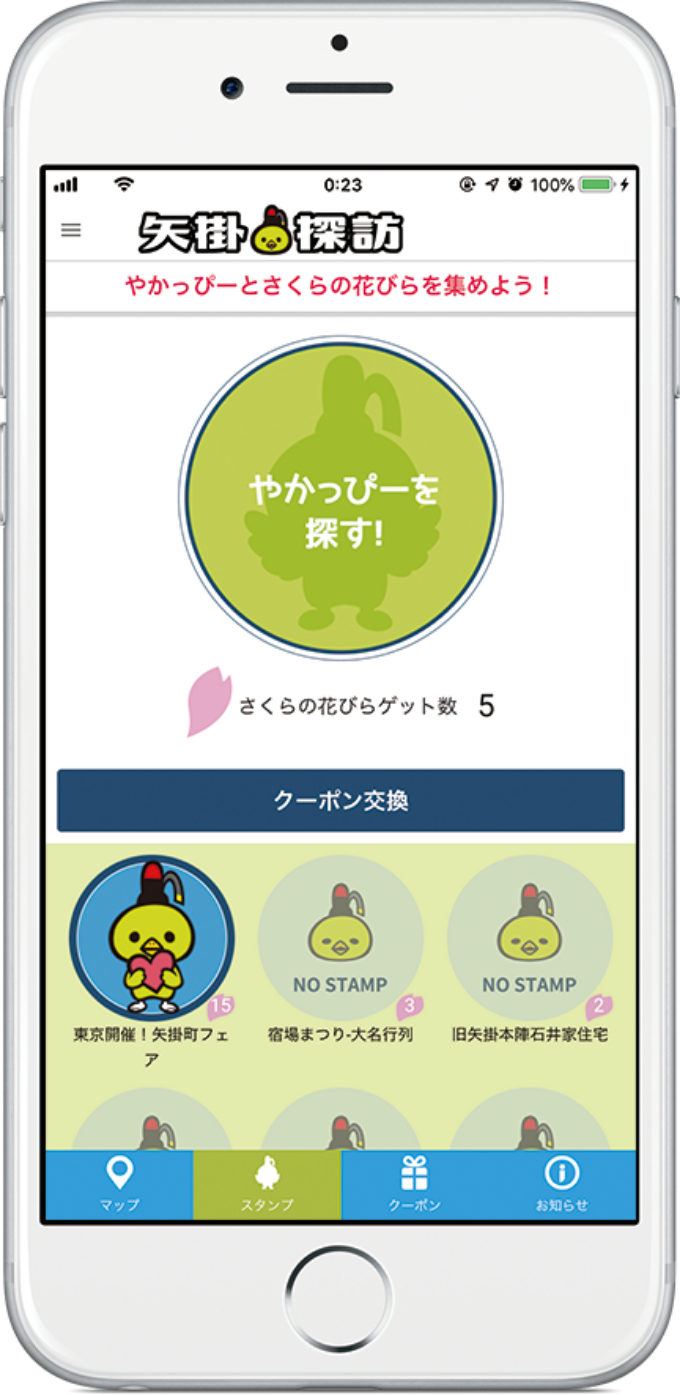 0:23
100%
矢掛探訪
やかっぴーとさくらの花びらを集めよう！
やかっぴーを
探す!
さくらの花びらゲット数 5
クーポン交換
NO STAMP
NO STAMP
15
3
2
東京開催！矢掛町フェ
ア
宿場まつり-大名行列
旧矢掛本陣石井家住宅
マップ
スタンプ
クーポン
お知らせ